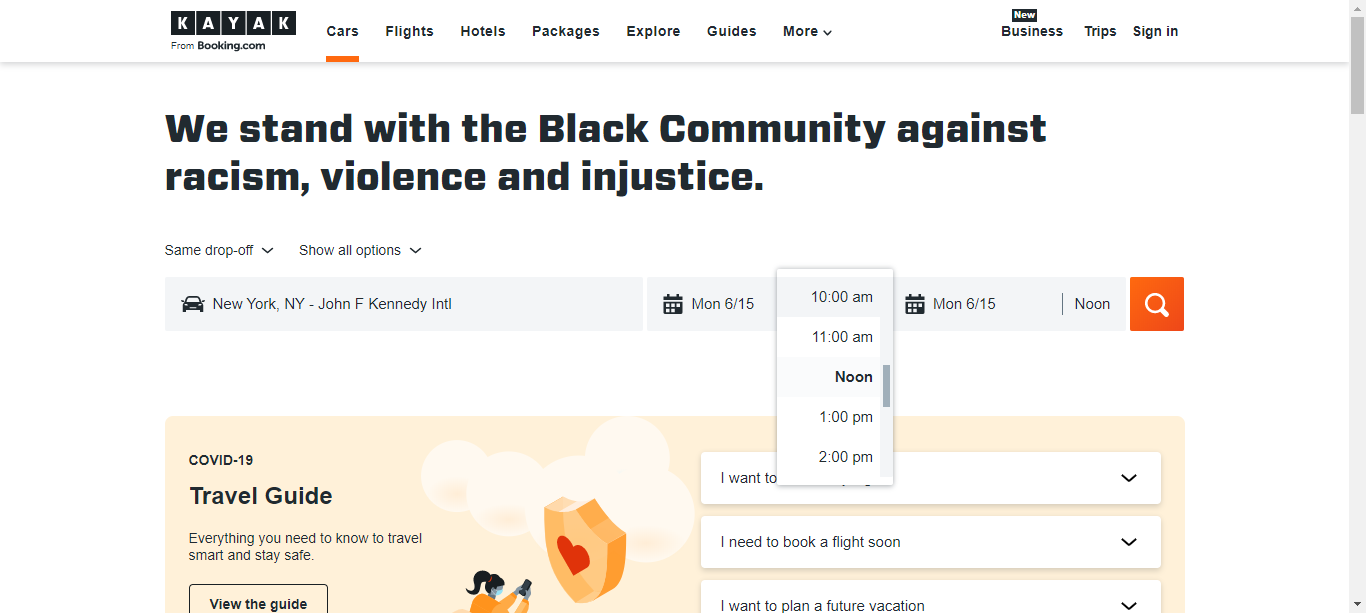 KAYAK
From Booking.com
Cars
Flights
Hotels
Packages
Explore
Guides
More
New
Business
Trips
Sign in
We stand with the Black Community against
racism, violence and injustice.
Same drop-off
Show all options
New York, NY - John F Kennedy Intl
Mon 6/15
10:00 am
11:00 am
Noon
1:00 pm
2:00 pm
Mon 6/15
Noon
COVID-19
Travel Guide
Everything you need to know to travel
smart and stay safe.
View the guide
I want to
I need to book a flight soon
I want to plan a future vacation